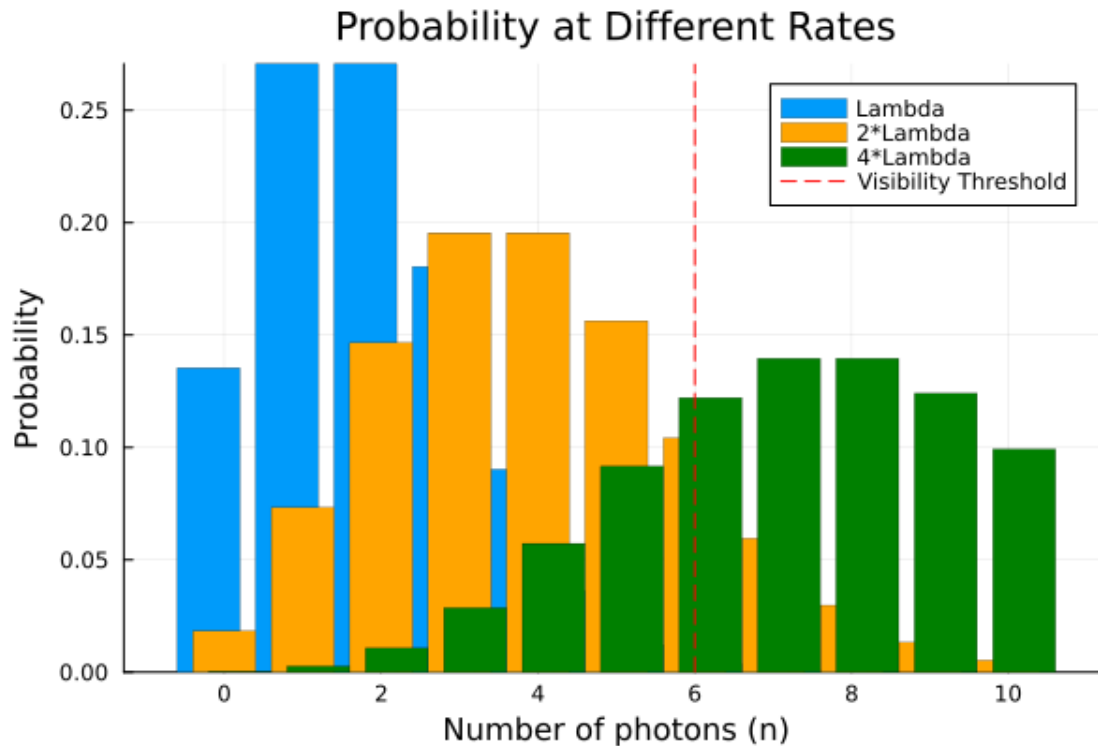 Probability at Different Rates
Lambda
2*Lambda
4*Lambda
Visibility Threshold
Probability
0.25
0.20
0.15
0.10
0.05
0.00
0 2 4 6 8 10
Number of photons (n)